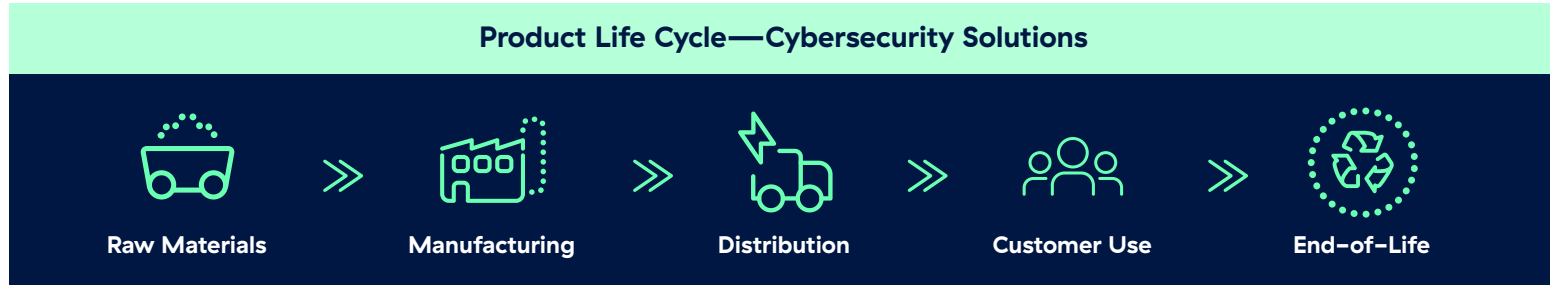 Product Life Cycle—Cybersecurity Solutions
Raw Materials
Manufacturing
Distribution
Customer Use
End-of-Life